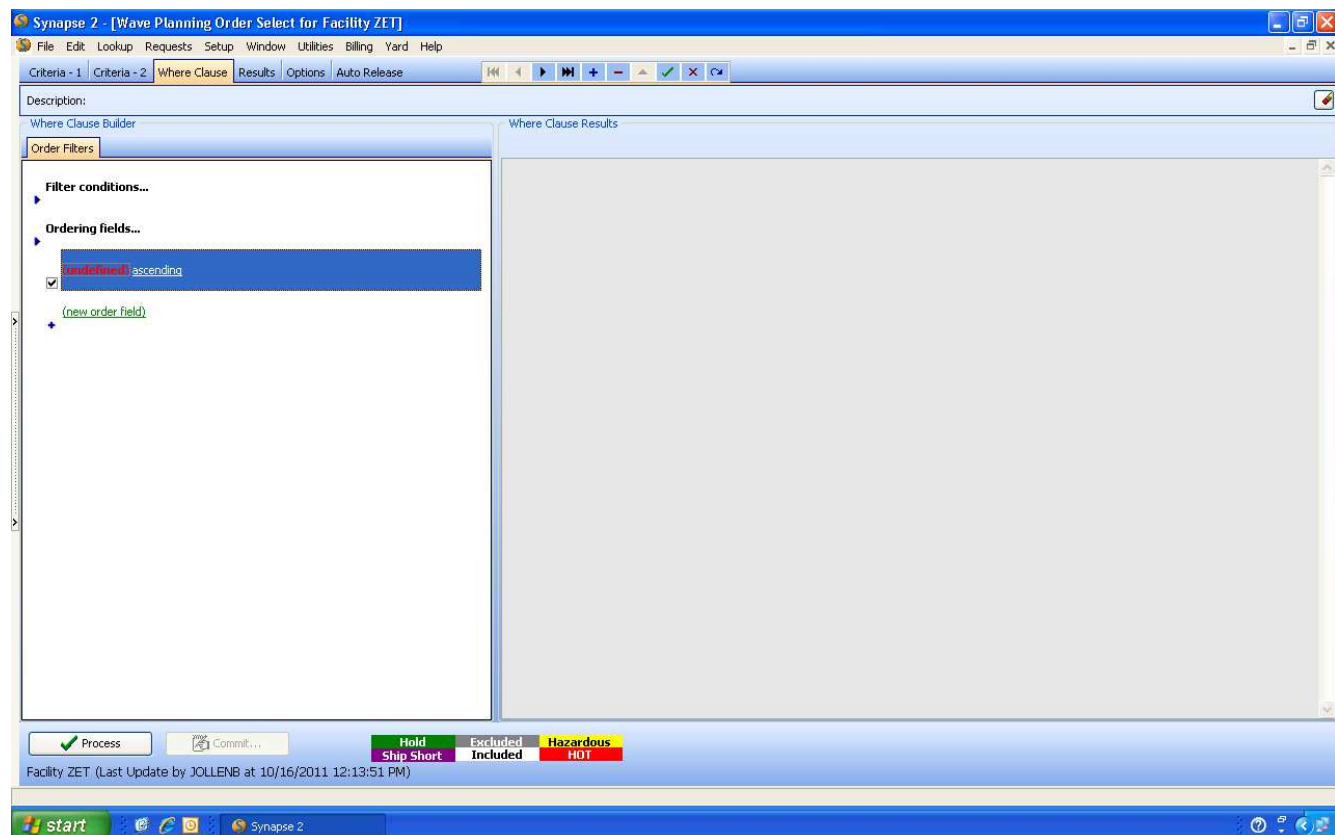 Synapse 2 - [Wave Planning Order Select for Facility ZET]
File Edit Lookup Requests Setup Window Utilities Billing Yard Help
Criteria - 1 Criteria - 2 Where Clause Results Options Auto Release
Description:
Where Clause Builder
Where Clause Results
Order Filters
Filter conditions...
Ordering fields...
(undefined) ascending
(new order field)
Process Commit... Hold Excluded Hazardous
Ship Short Included HOT
Facility ZET (Last Update by JOLLENB at 10/16/2011 12:13:51 PM)
start Synapse 2